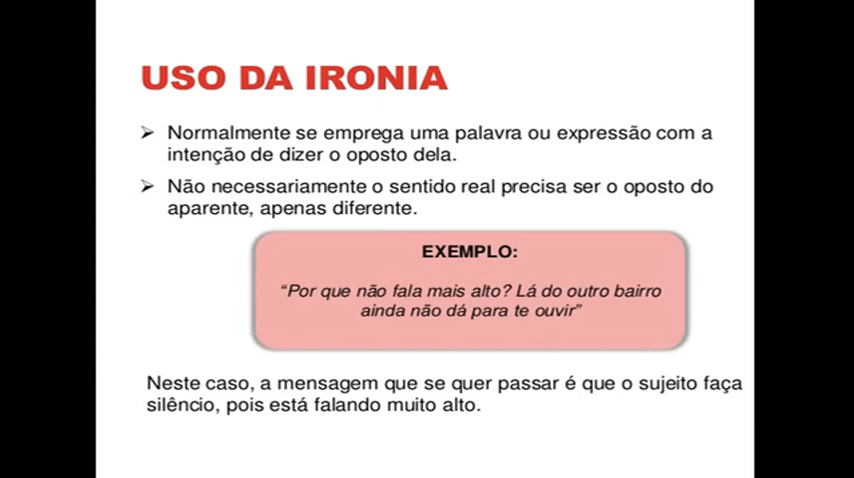 USO DA IRONIA
Normalmente se emprega uma palavra ou expressão com a
intenção de dizer o oposto dela.
Não necessariamente o sentido real precisa ser o oposto do
aparente, apenas diferente.
EXEMPLO:
“Por que não fala mais alto? Lá do outro bairro
ainda não dá para te ouvir”
Neste caso, a mensagem que se quer passar é que o sujeito faça
silêncio, pois está falando muito alto.